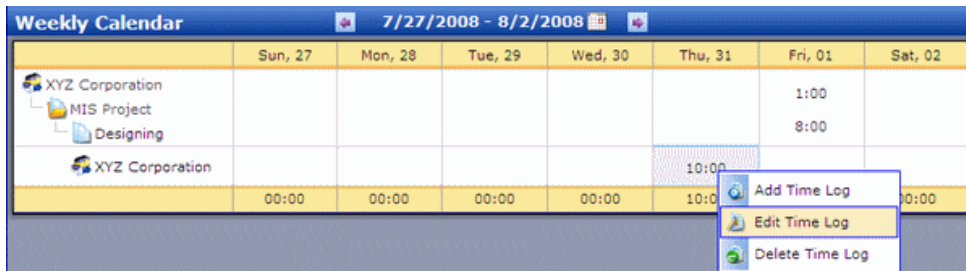 Weekly Calendar 7/27/2008 - 8/2/2008
Sun, 27 Mon, 28 Tue, 29 Wed, 30 Thu, 31 Fri, 01 Sat, 02
XYZ Corporation
1:00
MIS Project
8:00
Designing
XYZ Corporation 10:00
Add Time Log
00:00 00:00 00:00 00:00
Edit Time Log
Delete Time Log